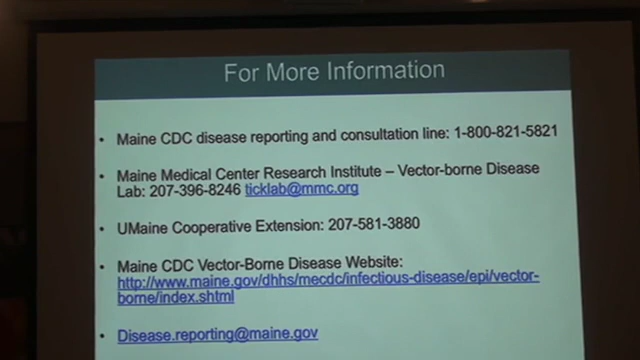 For More Information
• Maine CDC disease reporting and consultation line: 1-800-821-5821
• Maine Medical Center Research Institute – Vector-borne Disease
Lab: 207-396-8246 ticklab@mmc.org
• UMaine Cooperative Extension: 207-581-3880
• Maine CDC Vector-Borne Disease Website:
http://www.maine.gov/dhhs/mecdc/infectious-disease/epi/vector-
borne/index.shtml
• Disease.reporting@maine.gov